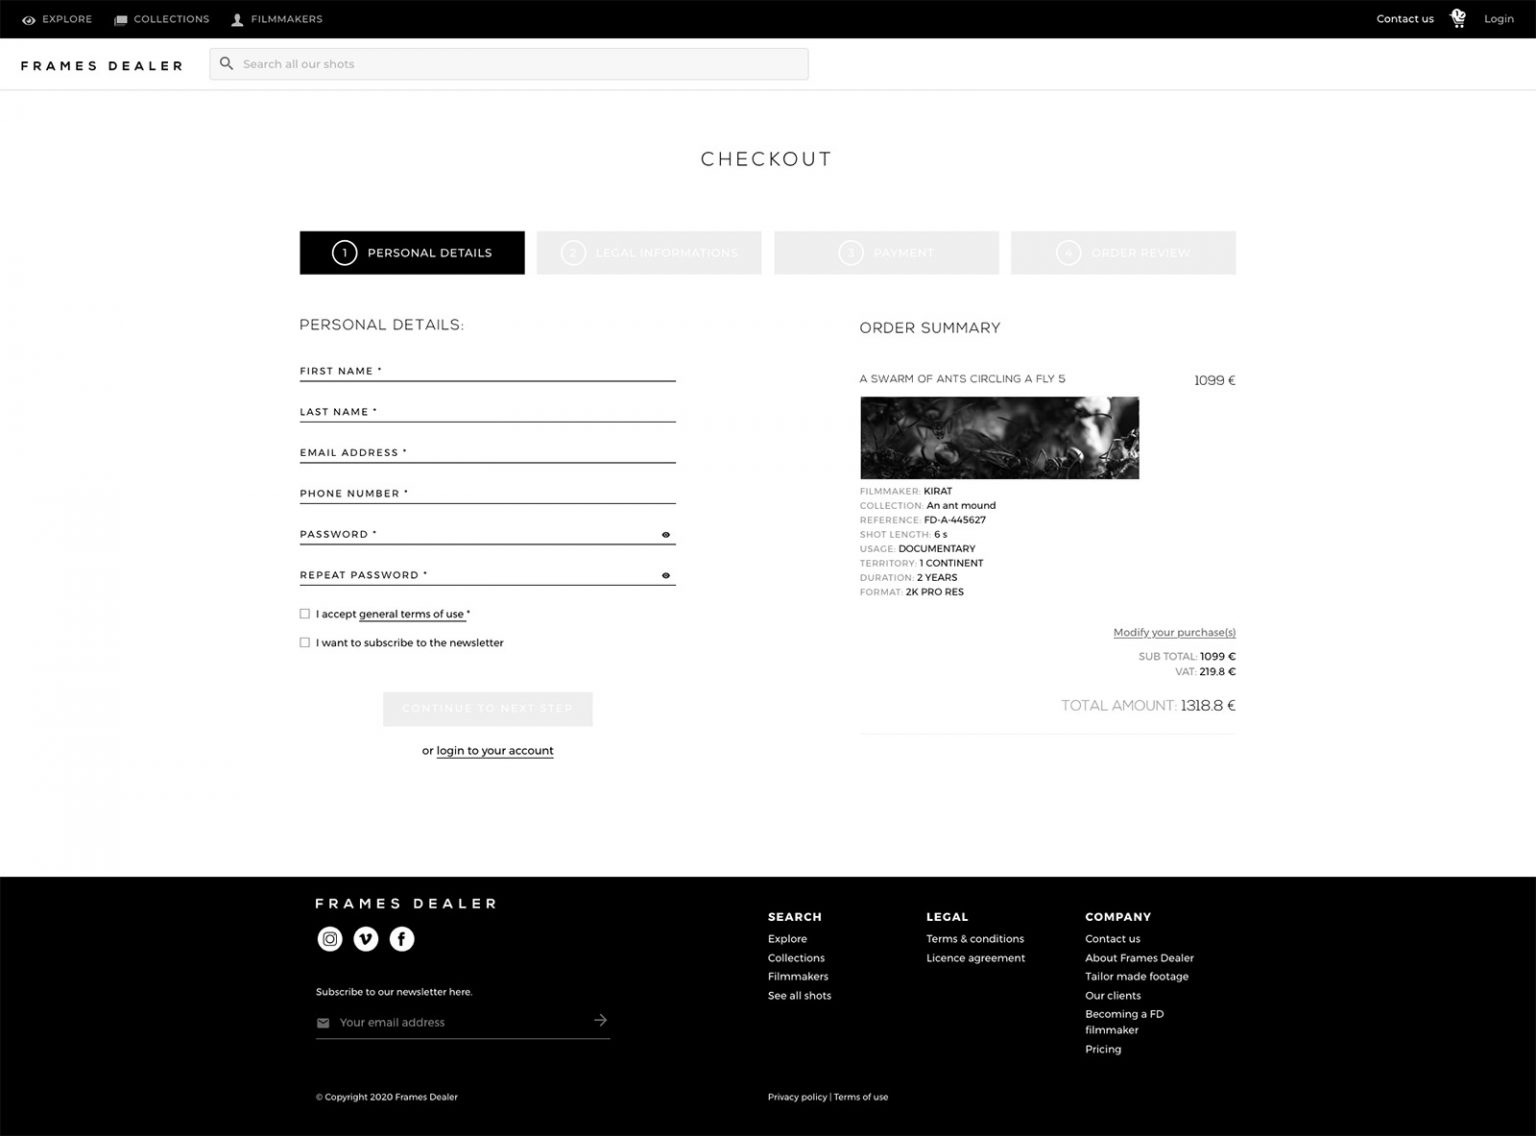 EXPLORE COLLECTIONS FILMMAKERS Contact us Login
FRAMES DEALER Search all our shots
CHECKOUT
1 PERSONAL DETAILS 2 LEGAL INFORMATIONS 3 PAYMENT 4 ORDER REVIEW
PERSONAL DETAILS:
FIRST NAME *
LAST NAME *
EMAIL ADDRESS *
PHONE NUMBER *
PASSWORD *
REPEAT PASSWORD *
I accept general terms of use *
I want to subscribe to the newsletter
CONTINUE TO NEXT STEP
or login to your account
ORDER SUMMARY
A SWARM OF ANTS CIRCLING A FLY 5 1099 €
FILMMAKER: KIRAT
COLLECTION: An ant mound
REFERENCE: FD-A-445627
SHOT LENGTH: 6 s
USAGE: DOCUMENTARY
TERRITORY: 1 CONTINENT
DURATION: 2 YEARS
FORMAT: 2K PRO RES
Modify your purchase(s)
SUB TOTAL: 1099 €
VAT: 219.8 €
TOTAL AMOUNT: 1318.8 €
FRAMES DEALER
Subscribe to our newsletter here.
Your email address
SEARCH
Explore
Collections
Filmmakers
See all shots
LEGAL
Terms & conditions
Licence agreement
COMPANY
Contact us
About Frames Dealer
Tailor made footage
Our clients
Becoming a FD
filmmaker
Pricing
© Copyright 2020 Frames Dealer
Privacy policy | Terms of use